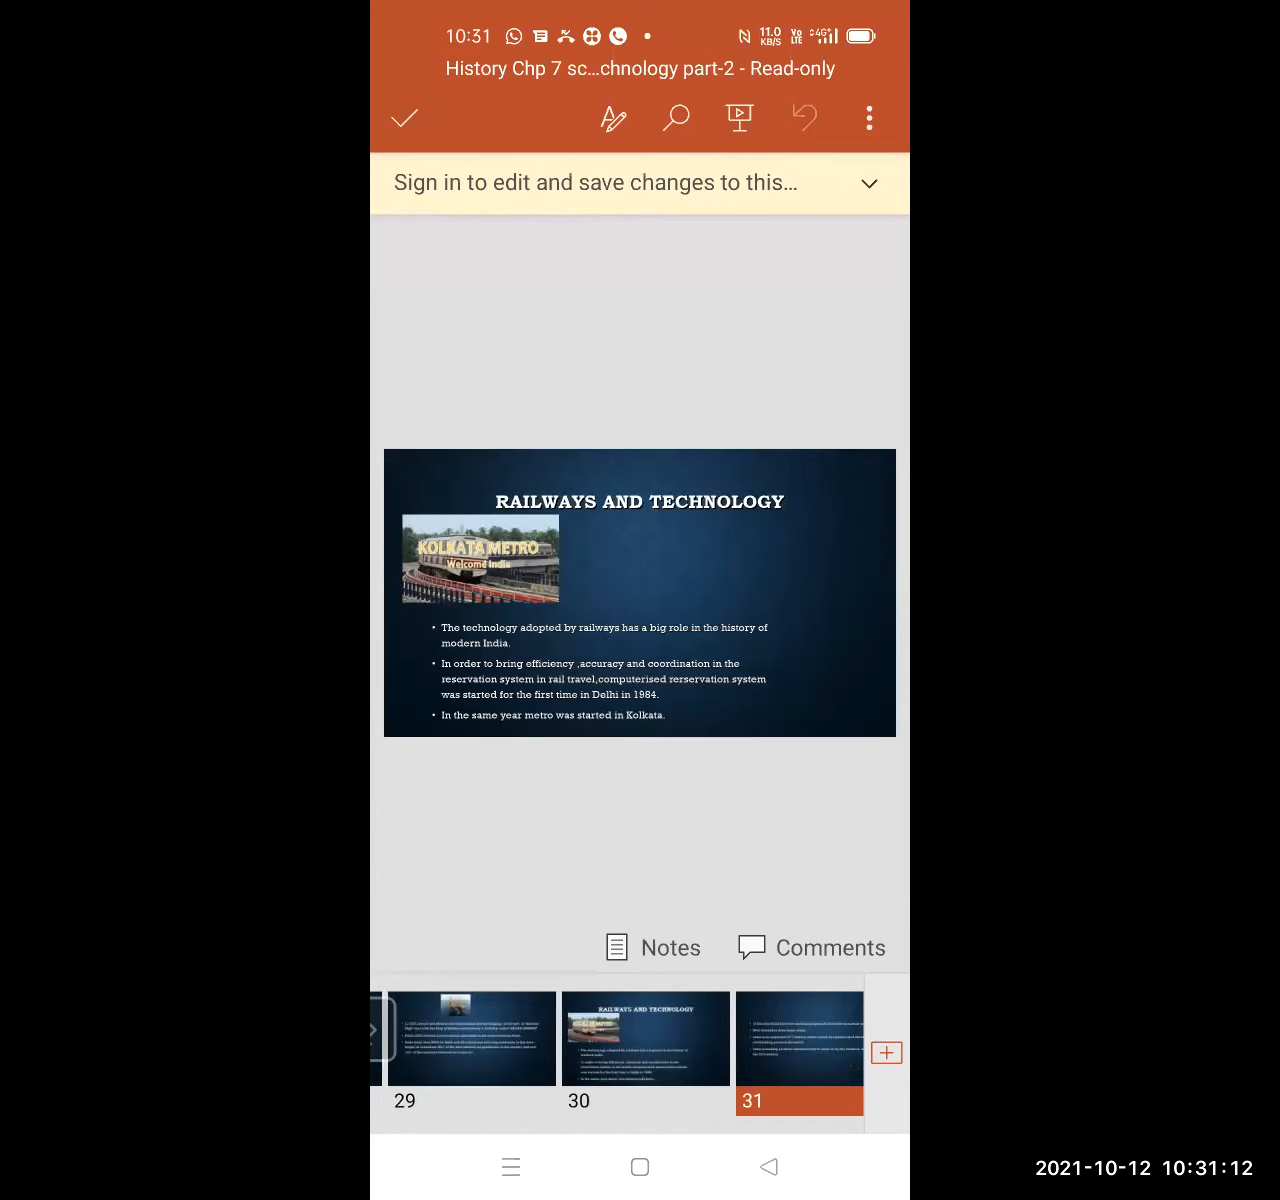 10:31
11.0
KB/S
Vo
LTE
4G+
History Chp 7 sc...chnology part-2 - Read-only
Sign in to edit and save changes to this...
RAILWAYS AND TECHNOLOGY
KOLKATA METRO
Welcome India
• The technology adopted by railways has a big role in the history of
modern India.
• In order to bring efficiency ,accuracy and coordination in the
reservation system in rail travel,computerised rerservation system
was started for the first time in Delhi in 1984.
• In the same year metro was started in Kolkata.
Notes
Comments
RAILWAYS AND TECHNOLOGY
29
30
31
2021-10-12 10:31:12